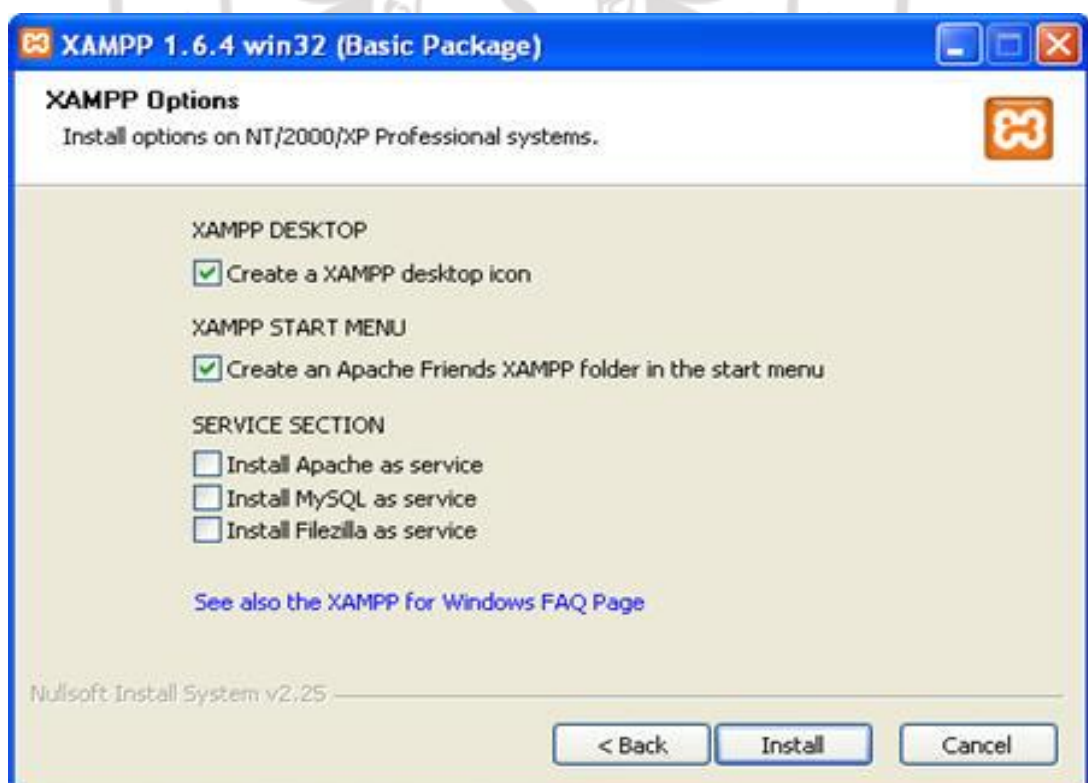 XAMPP 1.6.4 win32 (Basic Package)
XAMPP Options
Install options on NT/2000/XP Professional systems.
XAMPP DESKTOP
Create a XAMPP desktop icon
XAMPP START MENU
Create an Apache Friends XAMPP folder in the start menu
SERVICE SECTION
Install Apache as service
Install MySQL as service
Install Filezilla as service
See also the XAMPP for Windows FAQ Page
Nullsoft Install System v2.25
< Back Install Cancel